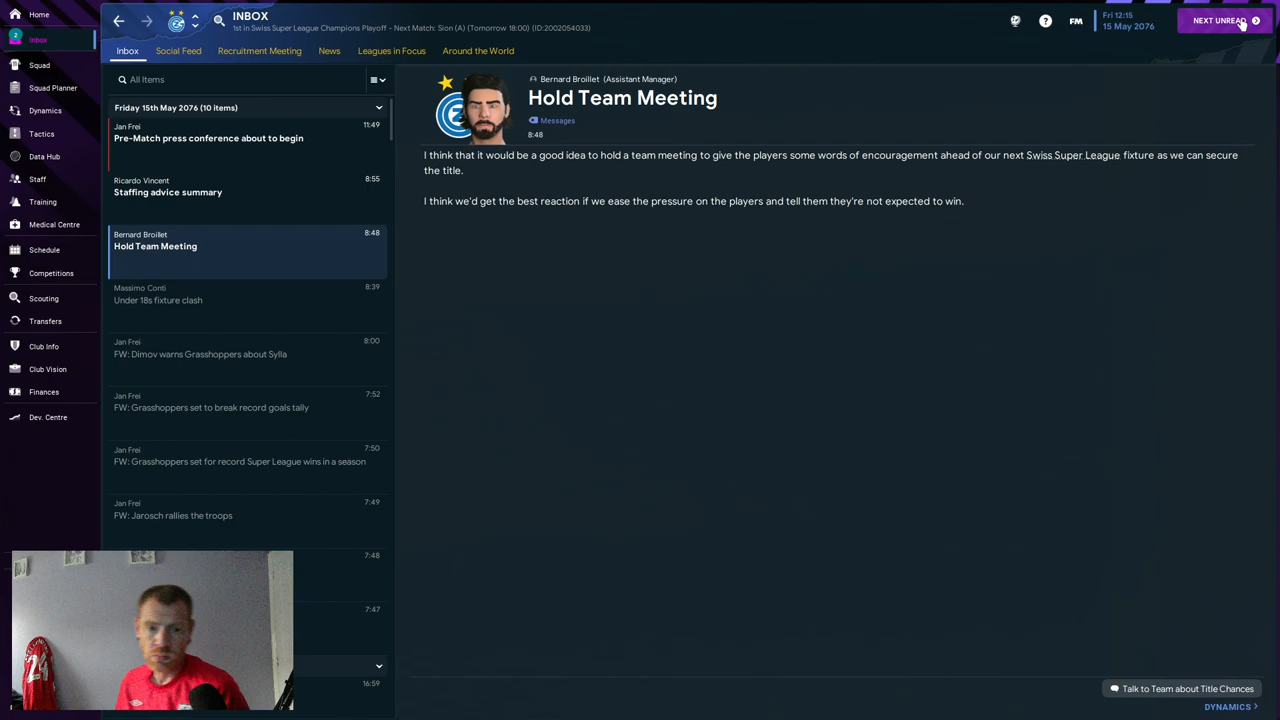 Home
2
Inbox
Squad
Squad Planner
Dynamics
Tactics
Data Hub
Staff
Training
Medical Centre
Schedule
Competitions
Scouting
Transfers
Club Info
Club Vision
Finances
Dev. Centre
INBOX
1st in Swiss Super League Champions Playoff - Next Match: Sion (A) (Tomorrow 18:00) (ID:2002054033)
FM
Fri 12:15
15 May 2076
NEXT UNREAD
Inbox
Social Feed
Recruitment Meeting
News
Leagues in Focus
Around the World
All Items
Friday 15th May 2076 (10 items)
Jan Frei 11:49
Pre-Match press conference about to begin
Ricardo Vincent 8:55
Staffing advice summary
Bernard Broillet 8:48
Hold Team Meeting
Massimo Conti 8:39
Under 18s fixture clash
Jan Frei 8:00
FW: Dimov warns Grasshoppers about Sylla
Jan Frei 7:52
FW: Grasshoppers set to break record goals tally
Jan Frei 7:50
FW: Grasshoppers set for record Super League wins in a season
Jan Frei 7:49
FW: Jarosch rallies the troops
7:48
7:47
16:59
Bernard Broillet (Assistant Manager)
Hold Team Meeting
Messages
8:48
I think that it would be a good idea to hold a team meeting to give the players some words of encouragement ahead of our next Swiss Super League fixture as we can secure
the title.
I think we'd get the best reaction if we ease the pressure on the players and tell them they're not expected to win.
Talk to Team about Title Chances
DYNAMICS
24